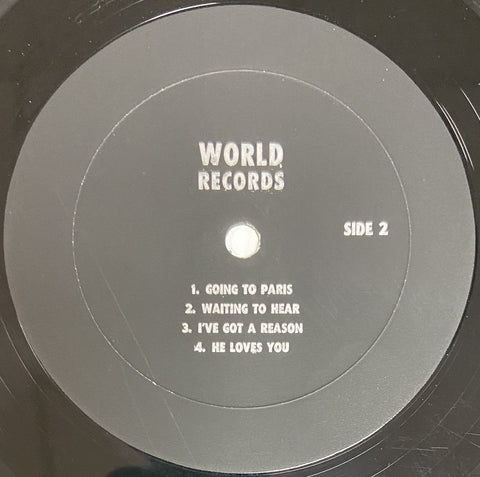 WORLD
RECORDS
SIDE 2
1. GOING TO PARIS
2. WAITING TO HEAR
3. I'VE GOT A REASON
4. HE LOVES YOU